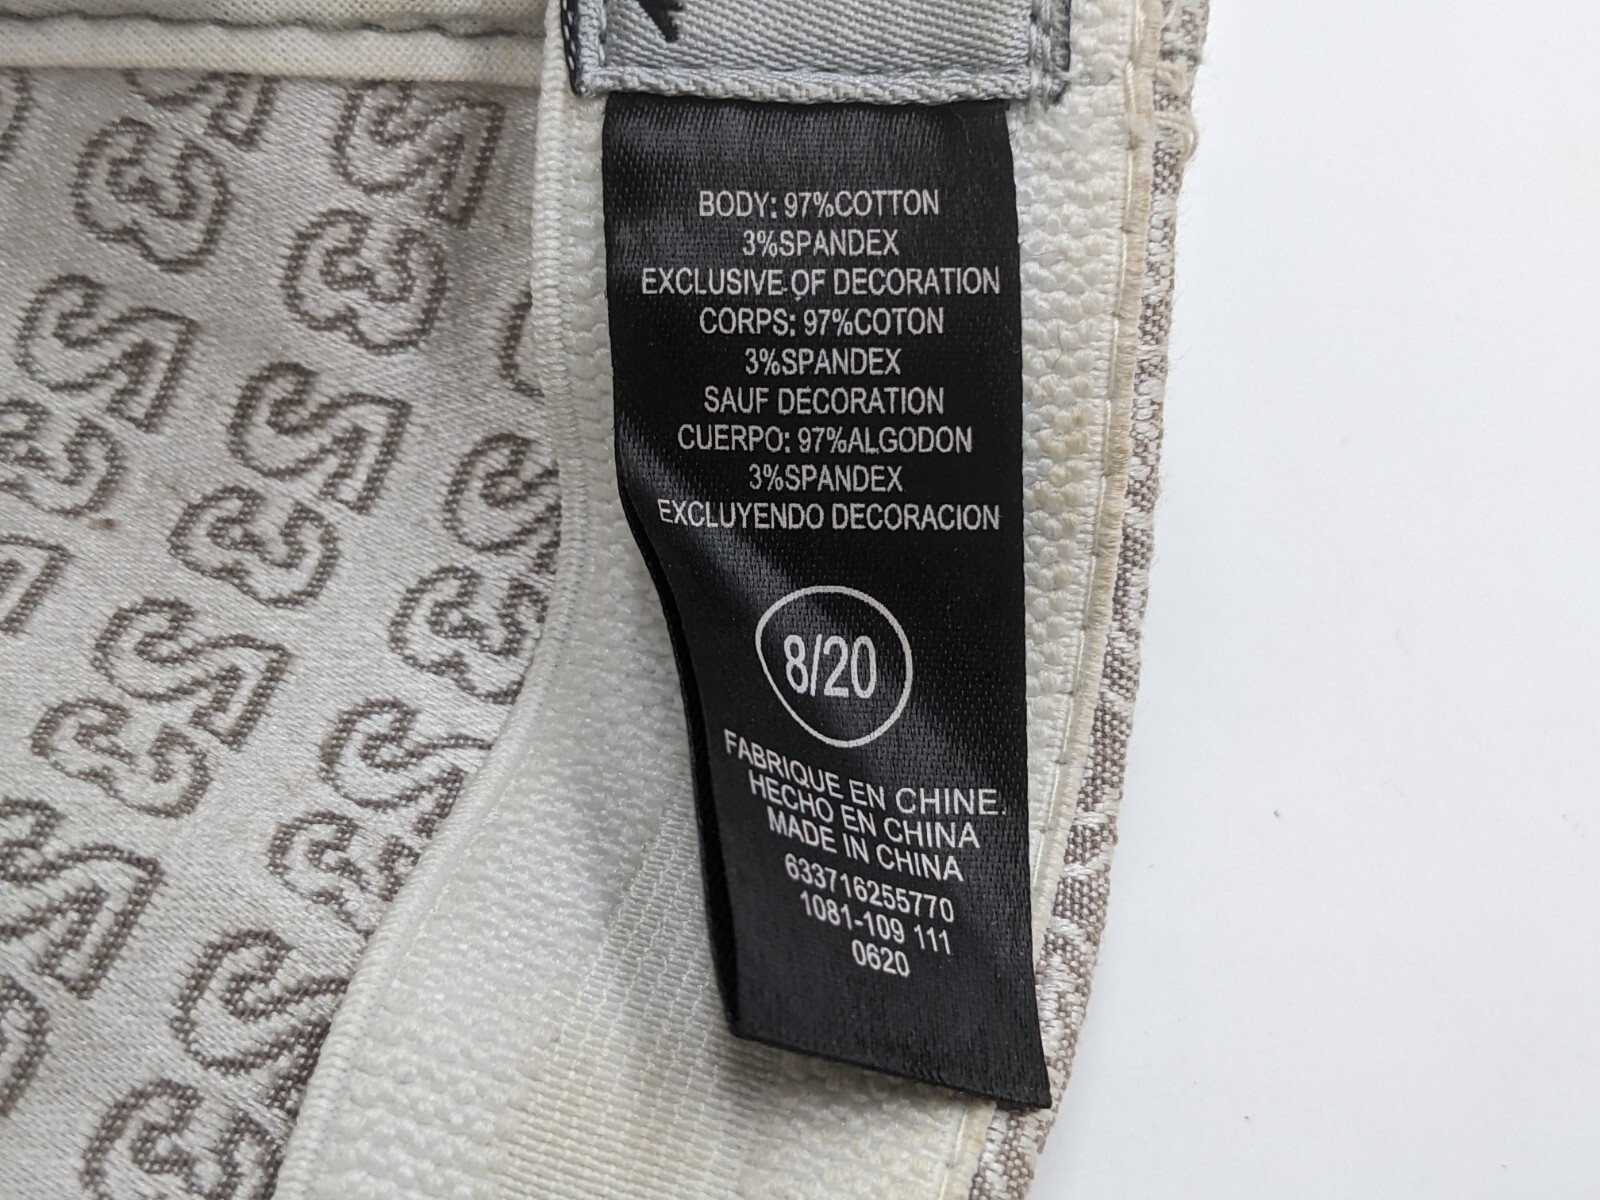 BODY: 97%COTTON
3%SPANDEX
EXCLUSIVE OF DECORATION
CORPS: 97%COTON
3%SPANDEX
SAUF DECORATION
CUERPO: 97%ALGODON
3%SPANDEX
EXCLUYENDO DECORACION
8/20
FABRIQUE EN CHINE.
HECHO EN CHINA
MADE IN CHINA
633716255770
1081-109 111
0620